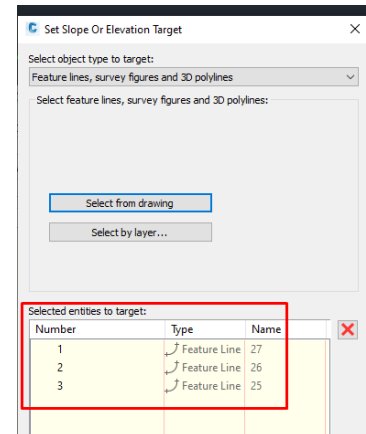 Set Slope Or Elevation Target
Select object type to target:
Feature lines, survey figures and 3D polylines
Select feature lines, survey figures and 3D polylines:
Select from drawing
Select by layer...
Selected entities to target:
Number Type Name
1 Feature Line 27
2 Feature Line 26
3 Feature Line 25